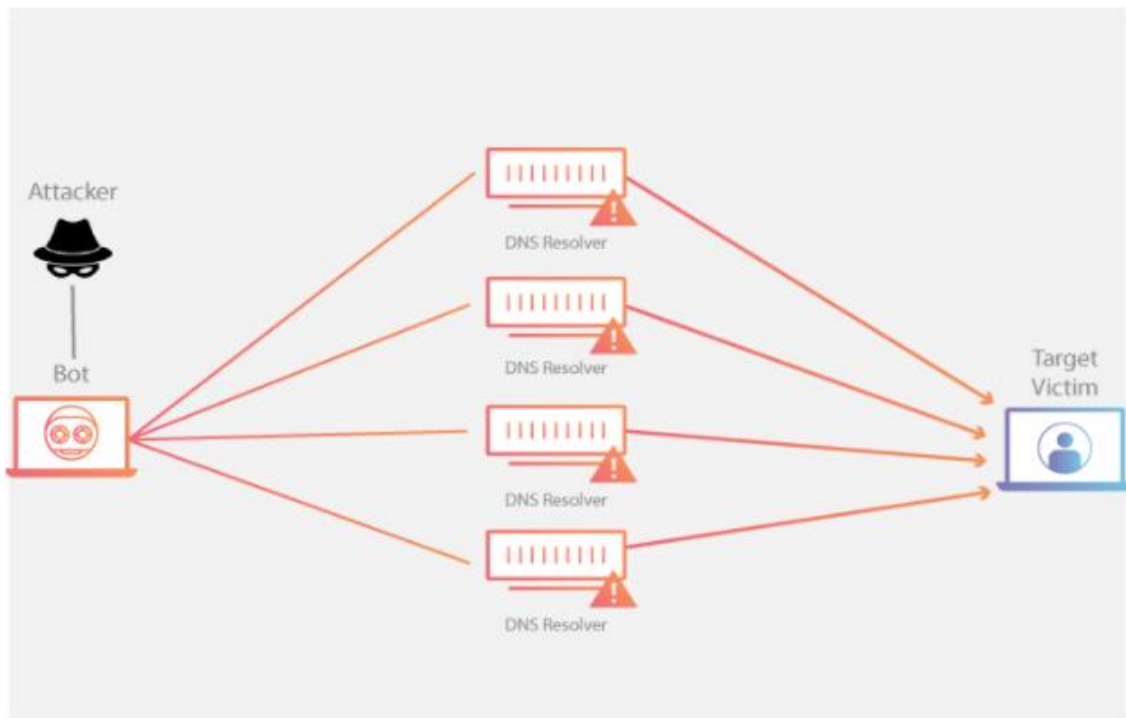 Attacker
Bot
DNS Resolver
DNS Resolver
DNS Resolver
DNS Resolver
Target
Victim